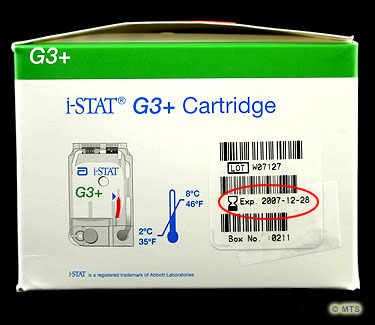 G3+
i-STAT® G3+ Cartridge
i-STAT
G3+
8°C
46°F
2°C
35°F
LOT W07127
Exp. 2007-12-28
Box No. :0211
i-STAT is a registered trademark of Abbott Laboratories
© MTS